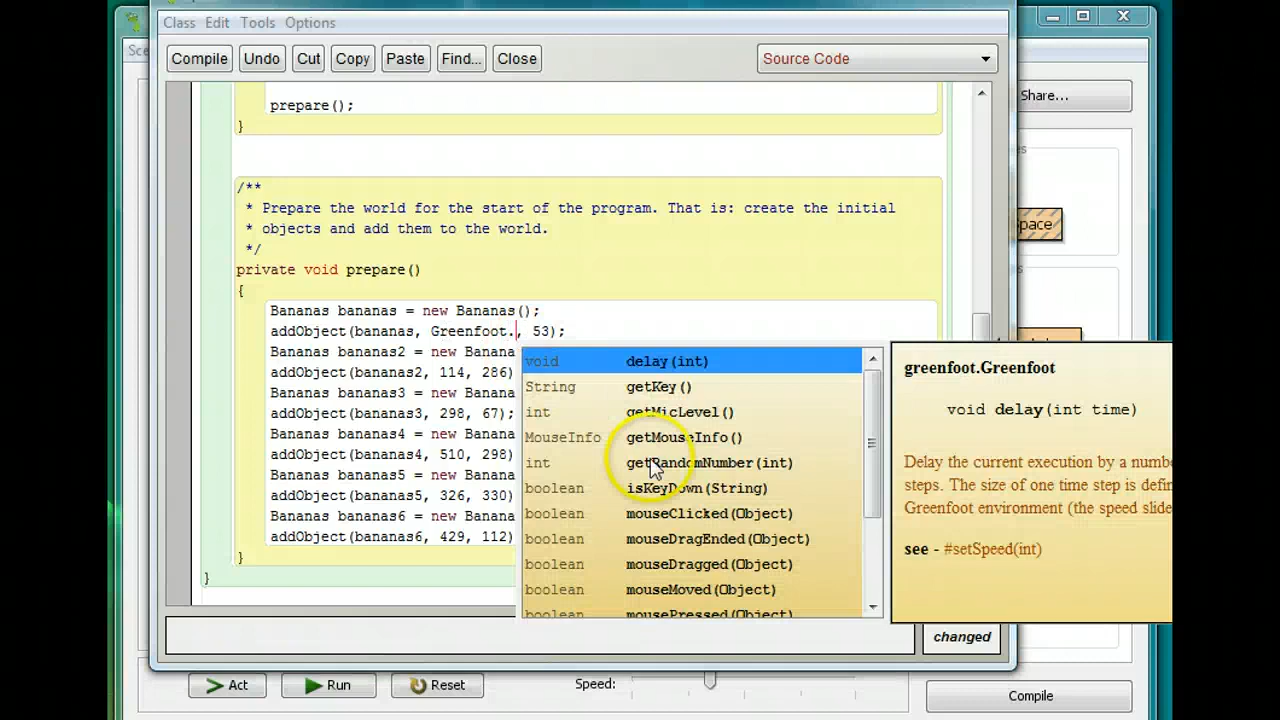 Class Edit Tools Options
Sce
Compile Undo Cut Copy Paste Find... Close Source Code
Share...
prepare();
}
/**
* Prepare the world for the start of the program. That is: create the initial
* objects and add them to the world.
*/
private void prepare()
{
Bananas bananas = new Bananas();
addObject(bananas, Greenfoot., 53);
Bananas bananas2 = new Banana
addObject(bananas2, 114, 286)
Bananas bananas3 = new Banana
addObject(bananas3, 298, 67);
Bananas bananas4 = new Banana
addObject(bananas4, 510, 298)
Bananas bananas5 = new Banana
addObject(bananas5, 326, 330)
Bananas bananas6 = new Banana
addObject(bananas6, 429, 112)
}
}
void delay(int)
String getKey()
int getMicLevel()
MouseInfo getMouseInfo()
int getRandomNumber(int)
boolean isKeyDown(String)
boolean mouseClicked(Object)
boolean mouseDragEnded(Object)
boolean mouseDragged(Object)
boolean mouseMoved(Object)
boolean mousePressed(Object)
greenfoot.Greenfoot
void delay(int time)
Delay the current execution by a numbe
steps. The size of one time step is defin
Greenfoot environment (the speed slide
see - #setSpeed(int)
es
pace
changed
Act Run Reset Speed: Compile